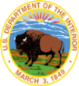 U.S. DEPARTMENT OF THE INTERIOR
MARCH 3, 1849